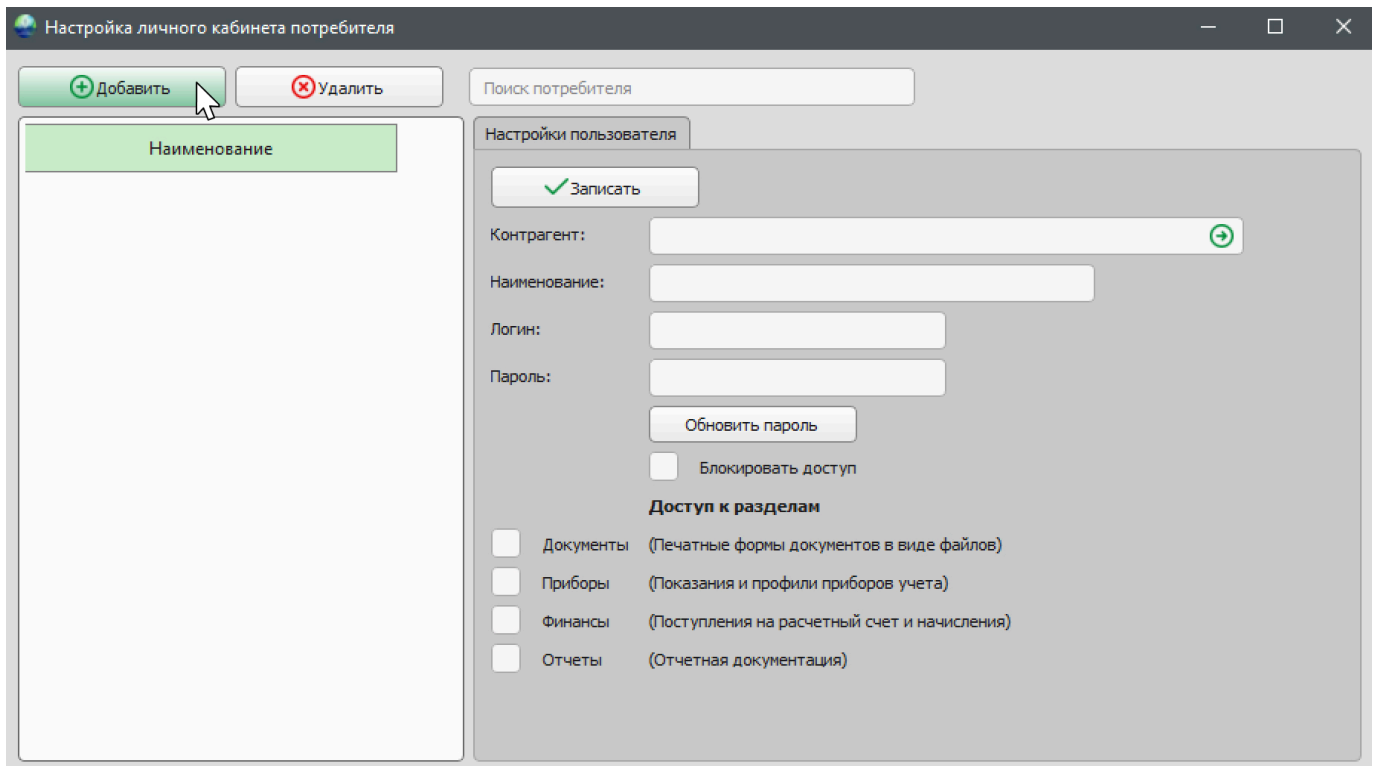 Настройка личного кабинета потребителя
Добавить Удалить Поиск потребителя
Наименование
Настройки пользователя
Записать
Контрагент:
Наименование:
Логин:
Пароль:
Обновить пароль
Блокировать доступ
Доступ к разделам
Документы (Печатные формы документов в виде файлов)
Приборы (Показания и профили приборов учета)
Финансы (Поступления на расчетный счет и начисления)
Отчеты (Отчетная документация)